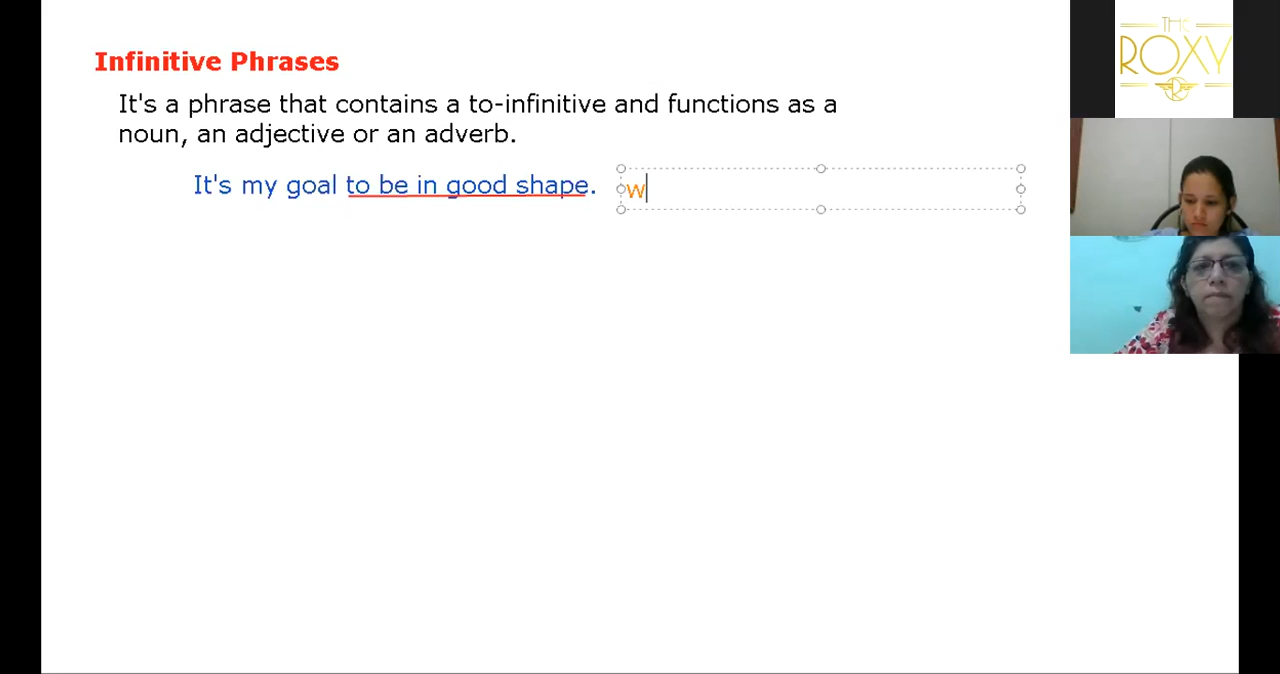 Infinitive Phrases
It's a phrase that contains a to-infinitive and functions as a
noun, an adjective or an adverb.
It's my goal to be in good shape. w
THE
ROXY